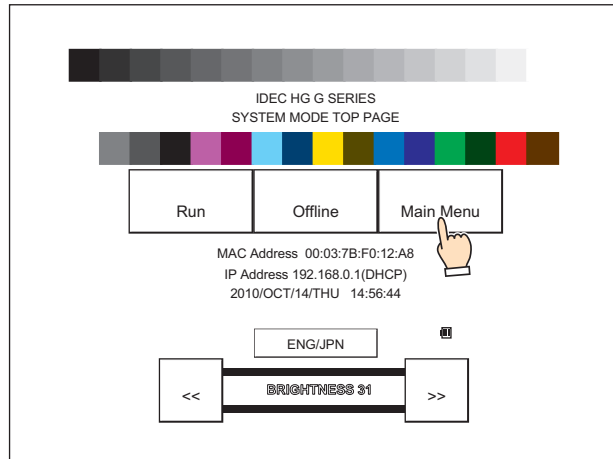 IDEC HG G SERIES
SYSTEM MODE TOP PAGE
Run Offline Main Menu
MAC Address 00:03:7B:F0:12:A8
IP Address 192.168.0.1(DHCP)
2010/OCT/14/THU 14:56:44
ENG/JPN
<< BRIGHTNESS 31 >>